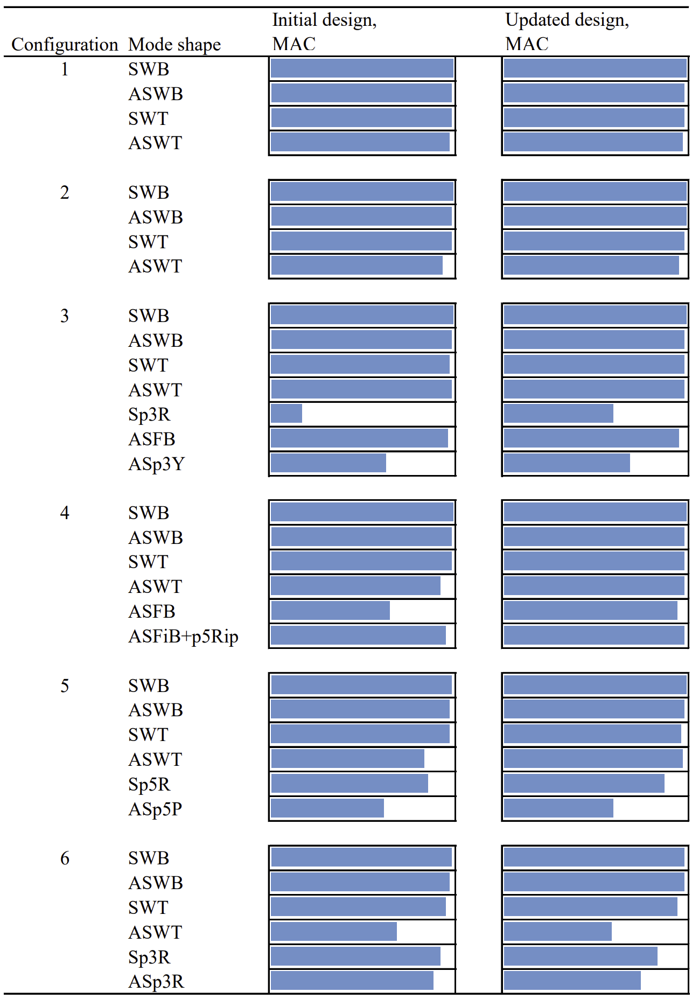 Initial design, Updated design,
Configuration Mode shape MAC MAC
1 SWB
ASWB
SWT
ASWT
2 SWB
ASWB
SWT
ASWT
3 SWB
ASWB
SWT
ASWT
Sp3R
ASFB
ASp3Y
4 SWB
ASWB
SWT
ASWT
ASFB
ASFiB+p5Rip
5 SWB
ASWB
SWT
ASWT
Sp5R
ASp5P
6 SWB
ASWB
SWT
ASWT
Sp3R
ASp3R